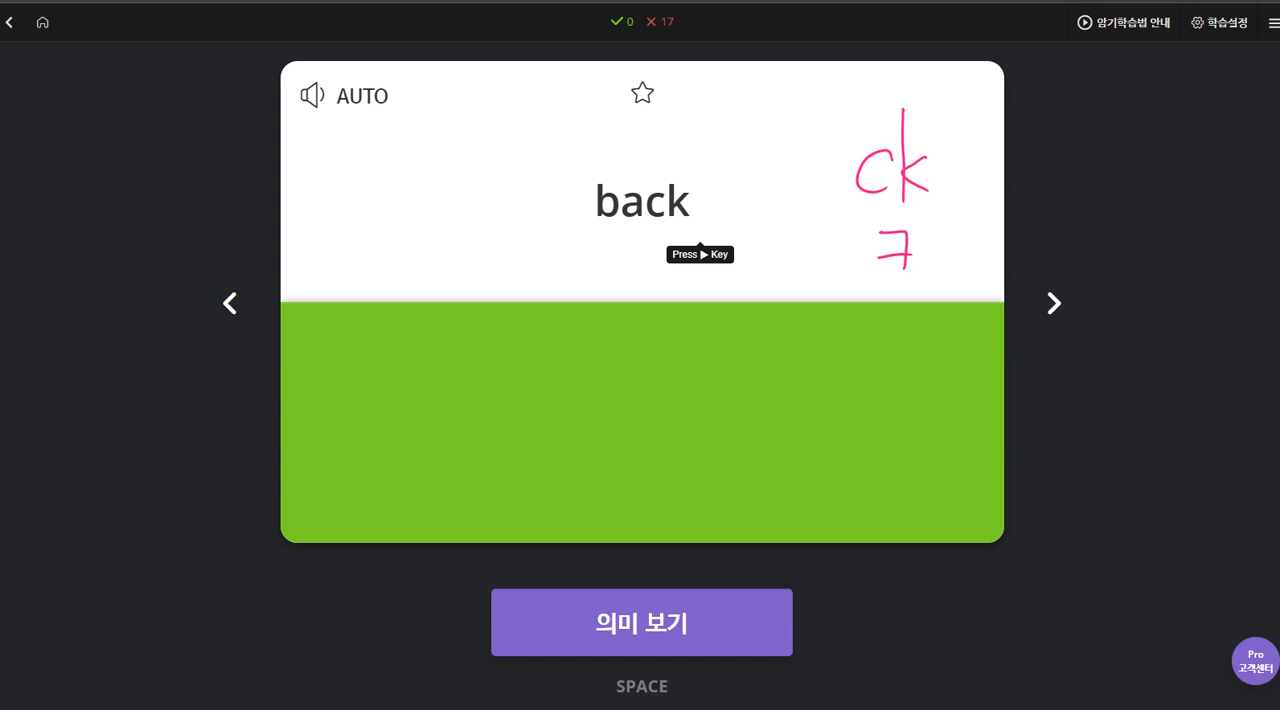 0 17 암기학습법 안내 학습설정
AUTO
ck
back
ㅋ
Press ▶ Key
의미 보기
Pro
고객센터
SPACE